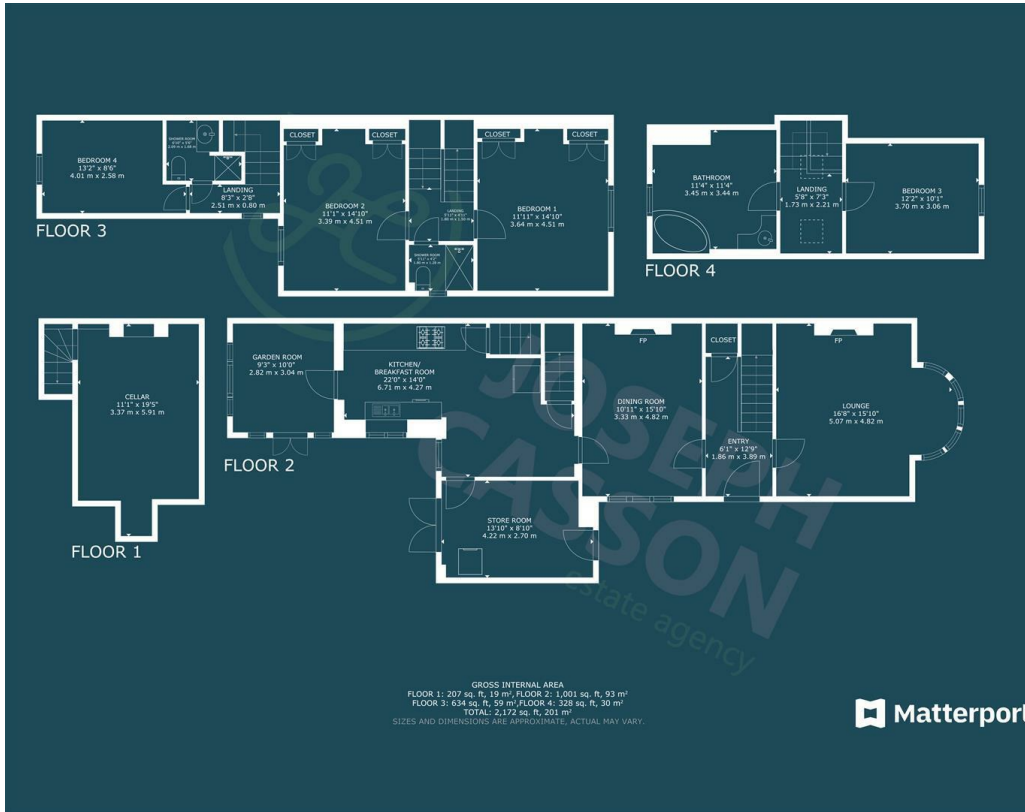 BEDROOM 4
13'2" x 8'6"
4.01 m x 2.58 m
SHOWER ROOM
LANDING
8'3" x 2'8"
2.51 m x 0.80 m
CLOSET
CLOSET
BEDROOM 2
11'1" x 14'10"
3.39 m x 4.51 m
LANDING
SHOWER ROOM
CLOSET
CLOSET
BEDROOM 1
11'11" x 14'10"
3.64 m x 4.51 m
FLOOR 3
BATHROOM
11'4" x 11'4"
3.45 m x 3.44 m
LANDING
5'8" x 7'3"
1.73 m x 2.21 m
BEDROOM 3
12'2" x 10'1"
3.70 m x 3.06 m
FLOOR 4
CELLAR
11'1" x 19'5"
3.37 m x 5.91 m
FLOOR 1
GARDEN ROOM
9'3" x 10'0"
2.82 m x 3.04 m
KITCHEN/
BREAKFAST ROOM
22'0" x 14'0"
6.71 m x 4.27 m
FP
DINING ROOM
10'11" x 15'10"
3.33 m x 4.82 m
CLOSET
ENTRY
6'1" x 12'9"
1.86 m x 3.89 m
FP
LOUNGE
16'8" x 15'10"
5.07 m x 4.82 m
FLOOR 2
STORE ROOM
13'10" x 8'10"
4.22 m x 2.70 m
JOSEPH
CASSON
estate agency
GROSS INTERNAL AREA
FLOOR 1: 207 sq. ft, 19 m², FLOOR 2: 1,001 sq. ft, 93 m²
FLOOR 3: 634 sq. ft, 59 m², FLOOR 4: 328 sq. ft, 30 m²
TOTAL: 2,172 sq. ft, 201 m²
SIZES AND DIMENSIONS ARE APPROXIMATE, ACTUAL MAY VARY.
Matterport